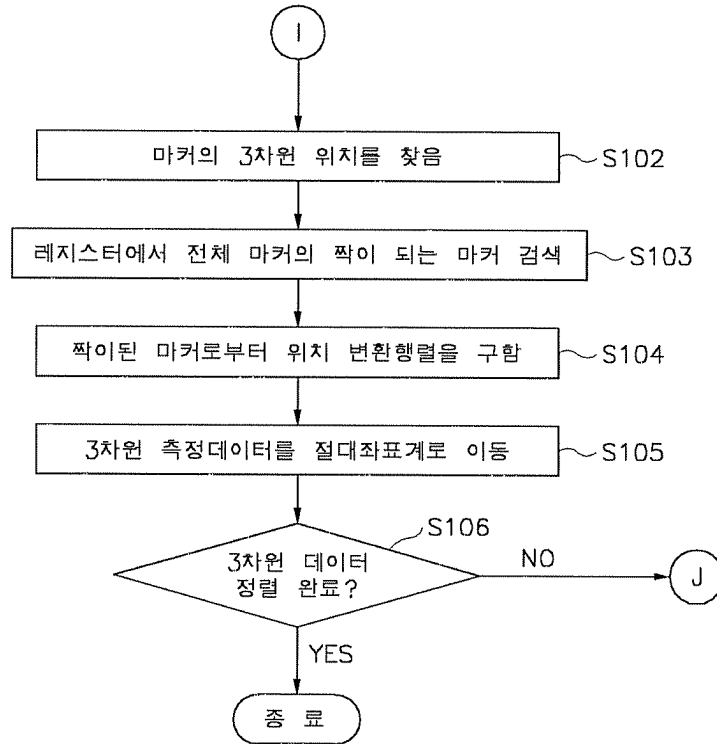 I
마커의 3차원 위치를 찾음
S102
레지스터에서 전체 마커의 짝이 되는 마커 검색
S103
짝이된 마커로부터 위치 변환행렬을 구함
S104
3차원 측정데이터를 절대좌표계로 이동
S105
S106
3차원 데이터
정렬 완료?
NO
J
YES
종 료